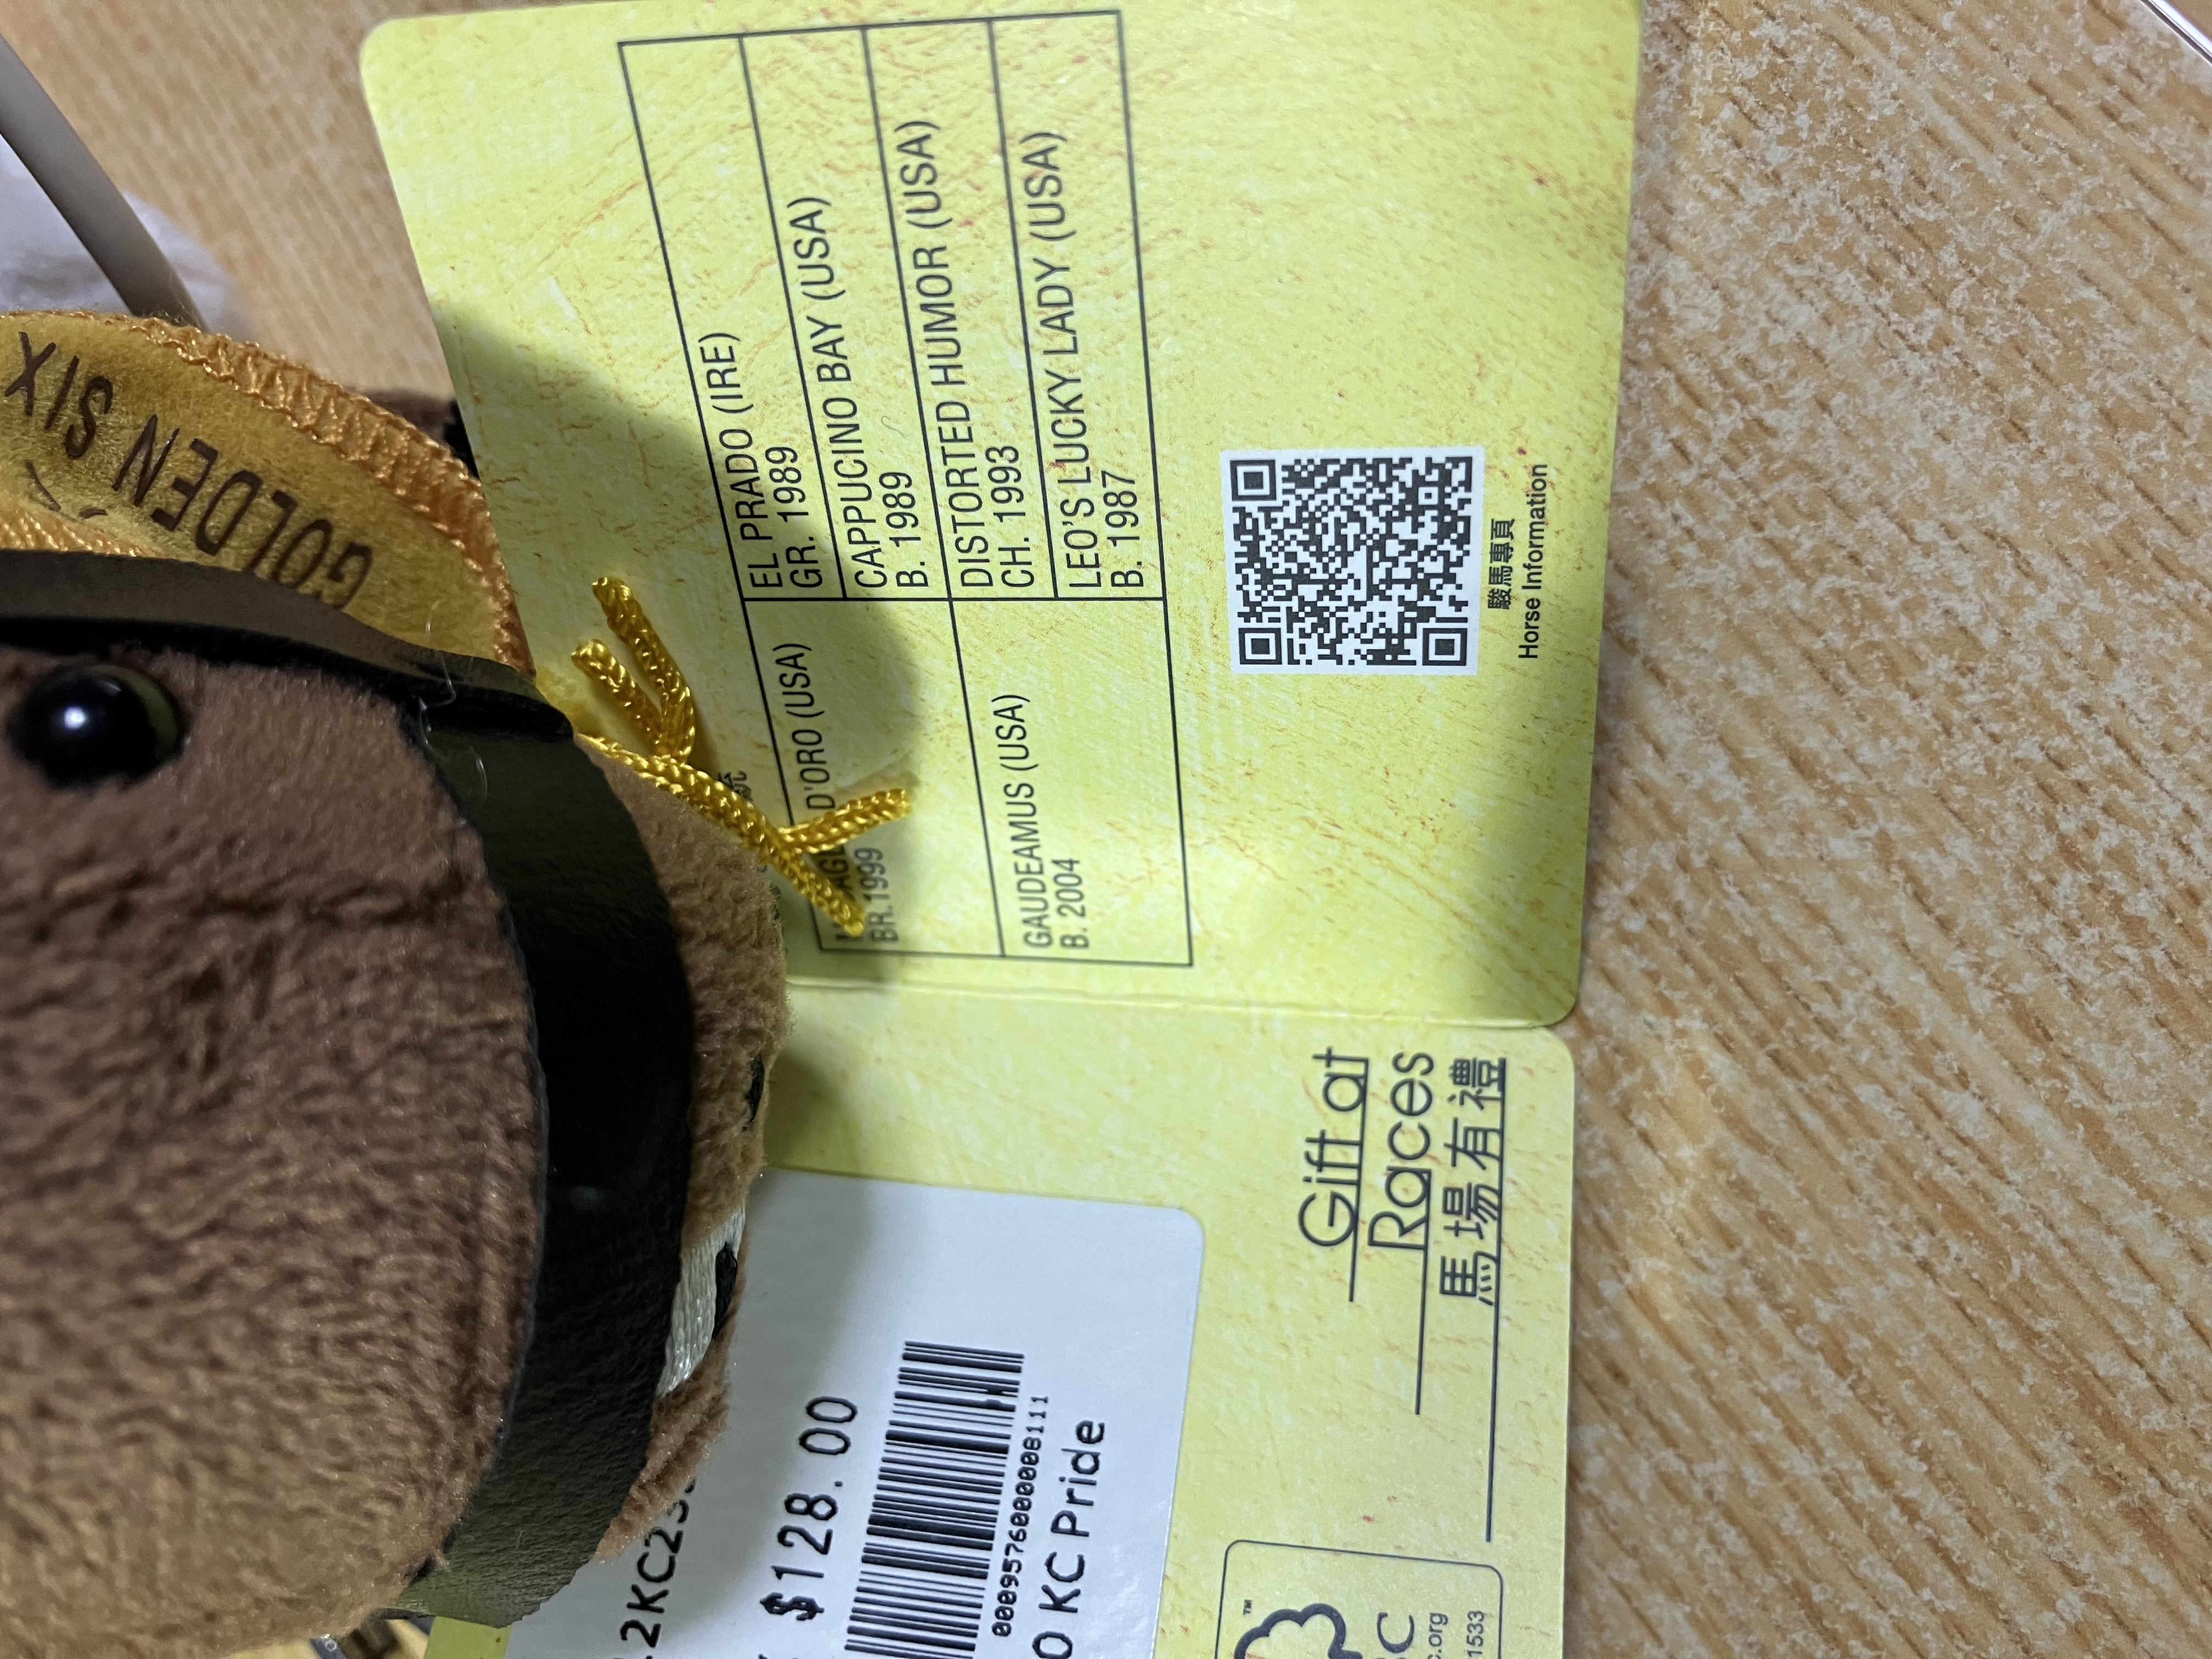 GOLDEN SIX
D'ORO (USA)
BR. 1999
EL PRADO (IRE)
GR. 1989
CAPPUCINO BAY (USA)
B. 1989
GAUDEAMUS (USA)
B. 2004
DISTORTED HUMOR (USA)
CH. 1993
LEO'S LUCKY LADY (USA)
B. 1987
駿馬專頁
Horse Information
$128.00
KC Pride
Gift at
Races
馬場有禮
TM